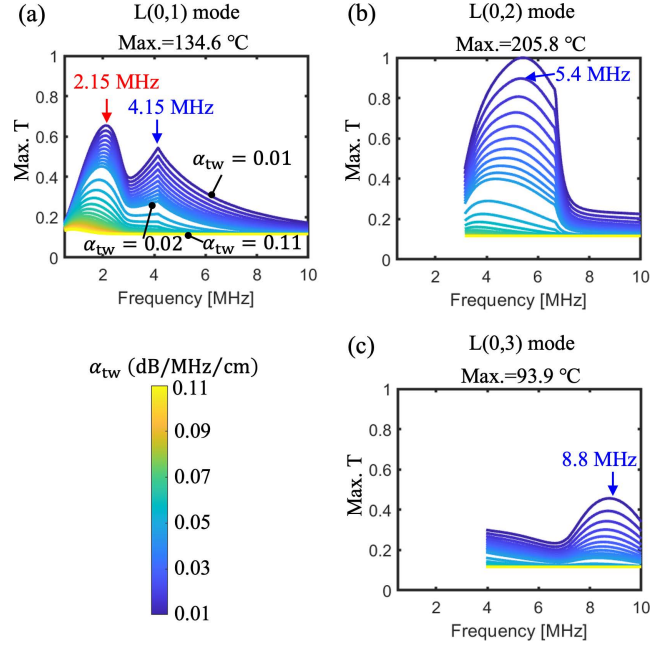 (a)
L(0,1) mode
Max.=134.6 ℃
1
0.8
0.6
0.4
0.2
0
Max. T
2.15 MHz
4.15 MHz
α_tw = 0.01
α_tw = 0.02
α_tw = 0.11
2 4 6 8 10
Frequency [MHz]
(b)
L(0,2) mode
Max.=205.8 ℃
1
0.8
0.6
0.4
0.2
0
Max. T
5.4 MHz
2 4 6 8 10
Frequency [MHz]
α_tw (dB/MHz/cm)
0.11
0.09
0.07
0.05
0.03
0.01
(c)
L(0,3) mode
Max.=93.9 ℃
1
0.8
0.6
0.4
0.2
0
Max. T
8.8 MHz
2 4 6 8 10
Frequency [MHz]